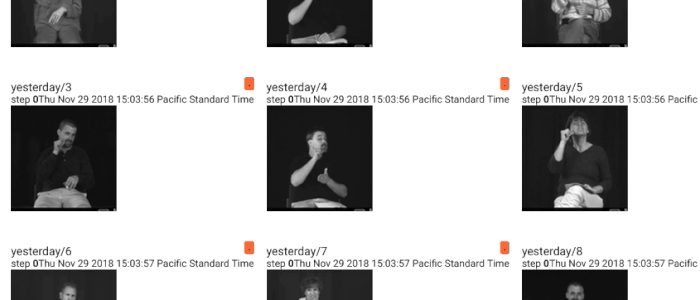 yesterday/3
step 0Thu Nov 29 2018 15:03:56 Pacific Standard Time
yesterday/4
step 0Thu Nov 29 2018 15:03:56 Pacific Standard Time
yesterday/5
step 0Thu Nov 29 2018 15:03:56 Pacific
yesterday/6
step 0Thu Nov 29 2018 15:03:57 Pacific Standard Time
yesterday/7
step 0Thu Nov 29 2018 15:03:57 Pacific Standard Time
yesterday/8
step 0Thu Nov 29 2018 15:03:57 Pacific